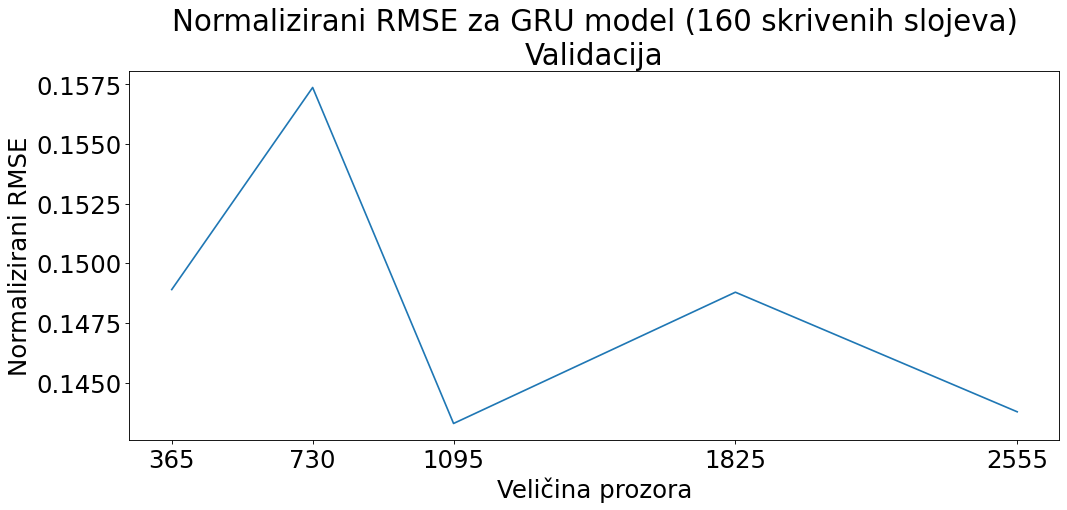 Normalizirani RMSE za GRU model (160 skrivenih slojeva)
Validacija
Normalizirani RMSE
0.1575
0.1550
0.1525
0.1500
0.1475
0.1450
365 730 1095 1825 2555
Veličina prozora